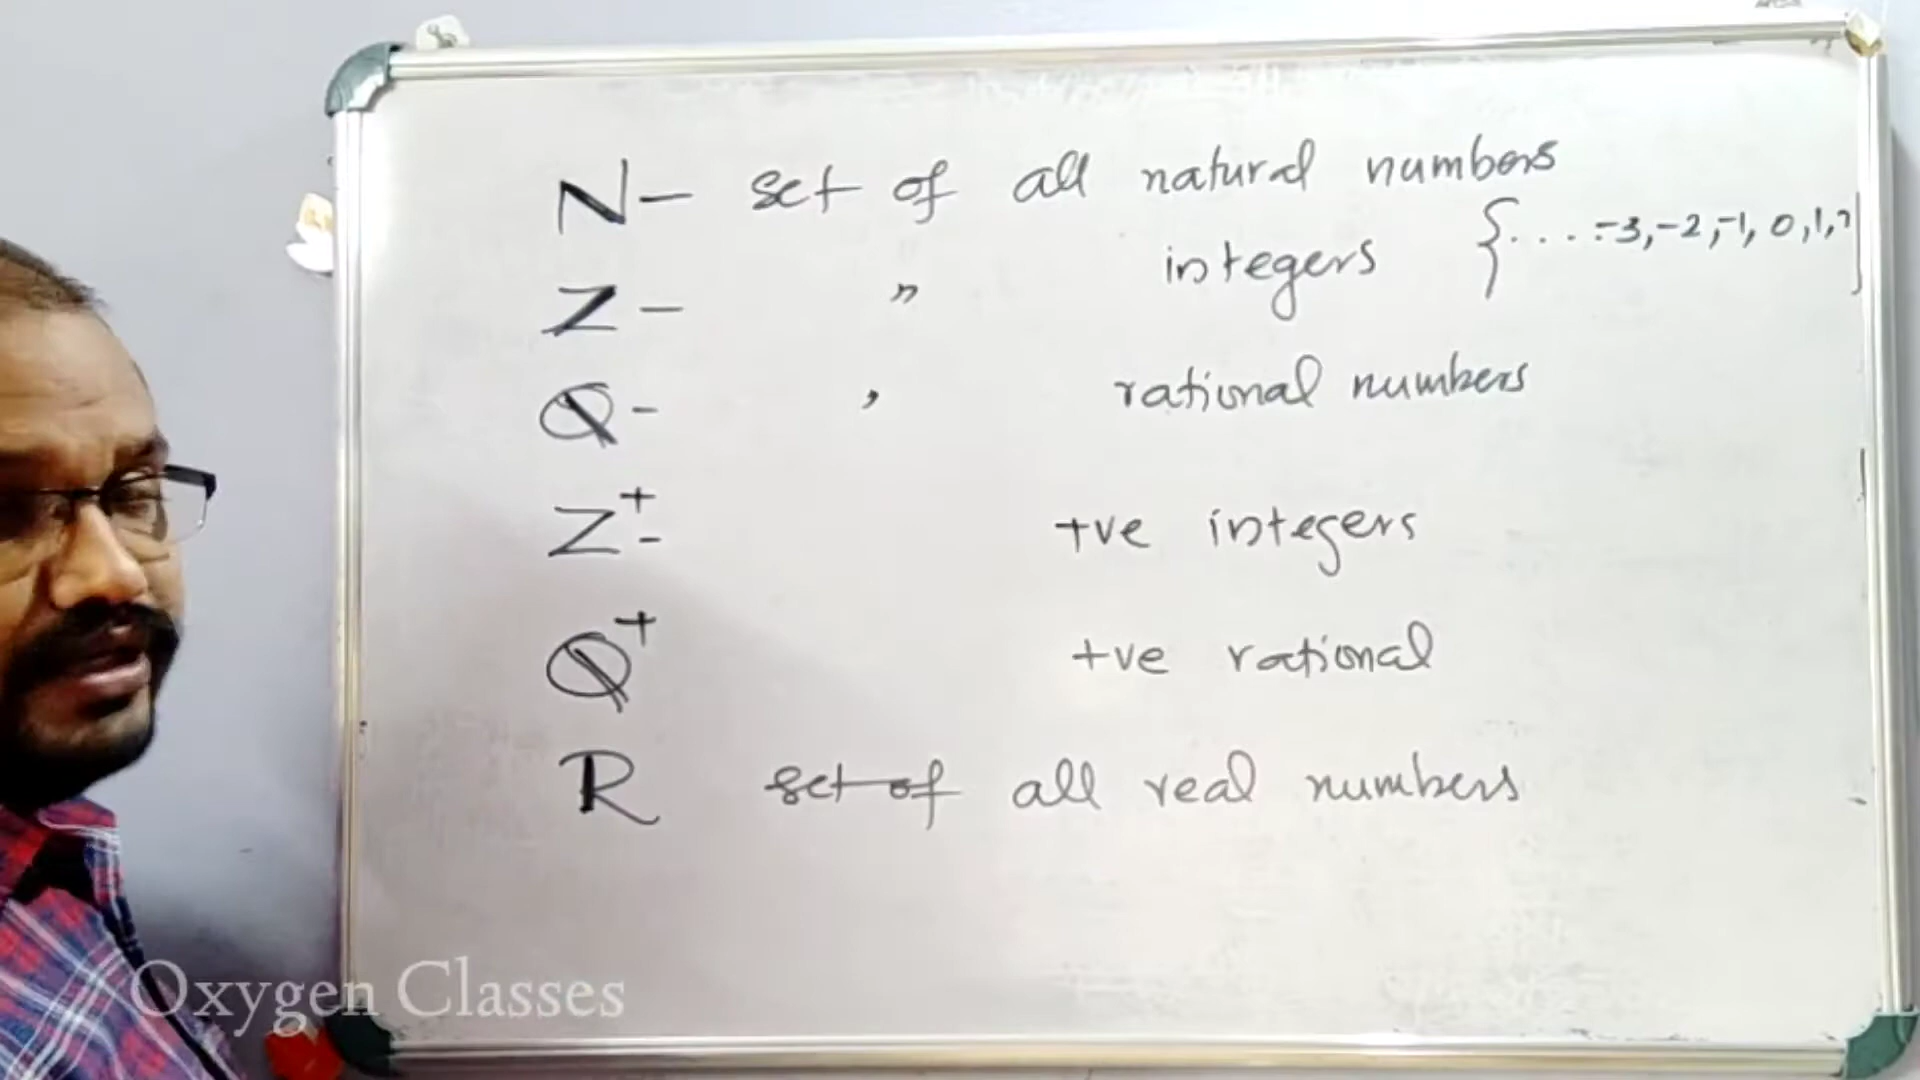 N - set of all natural numbers
Z - " integers {....-3,-2,-1, 0,1,
Q - , rational numbers
Z+ - +ve integers
Q+ +ve rational
R set of all real numbers
Oxygen Classes